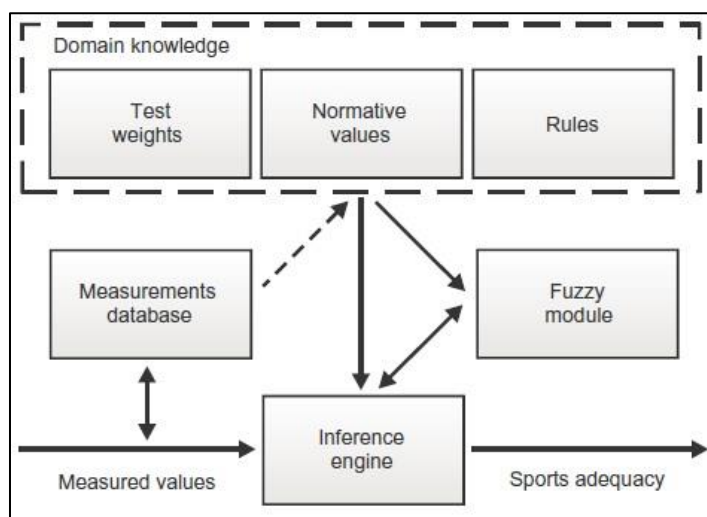 Domain knowledge
Test
weights
Normative
values
Rules
Measurements
database
Fuzzy
module
Inference
engine
Measured values
Sports adequacy